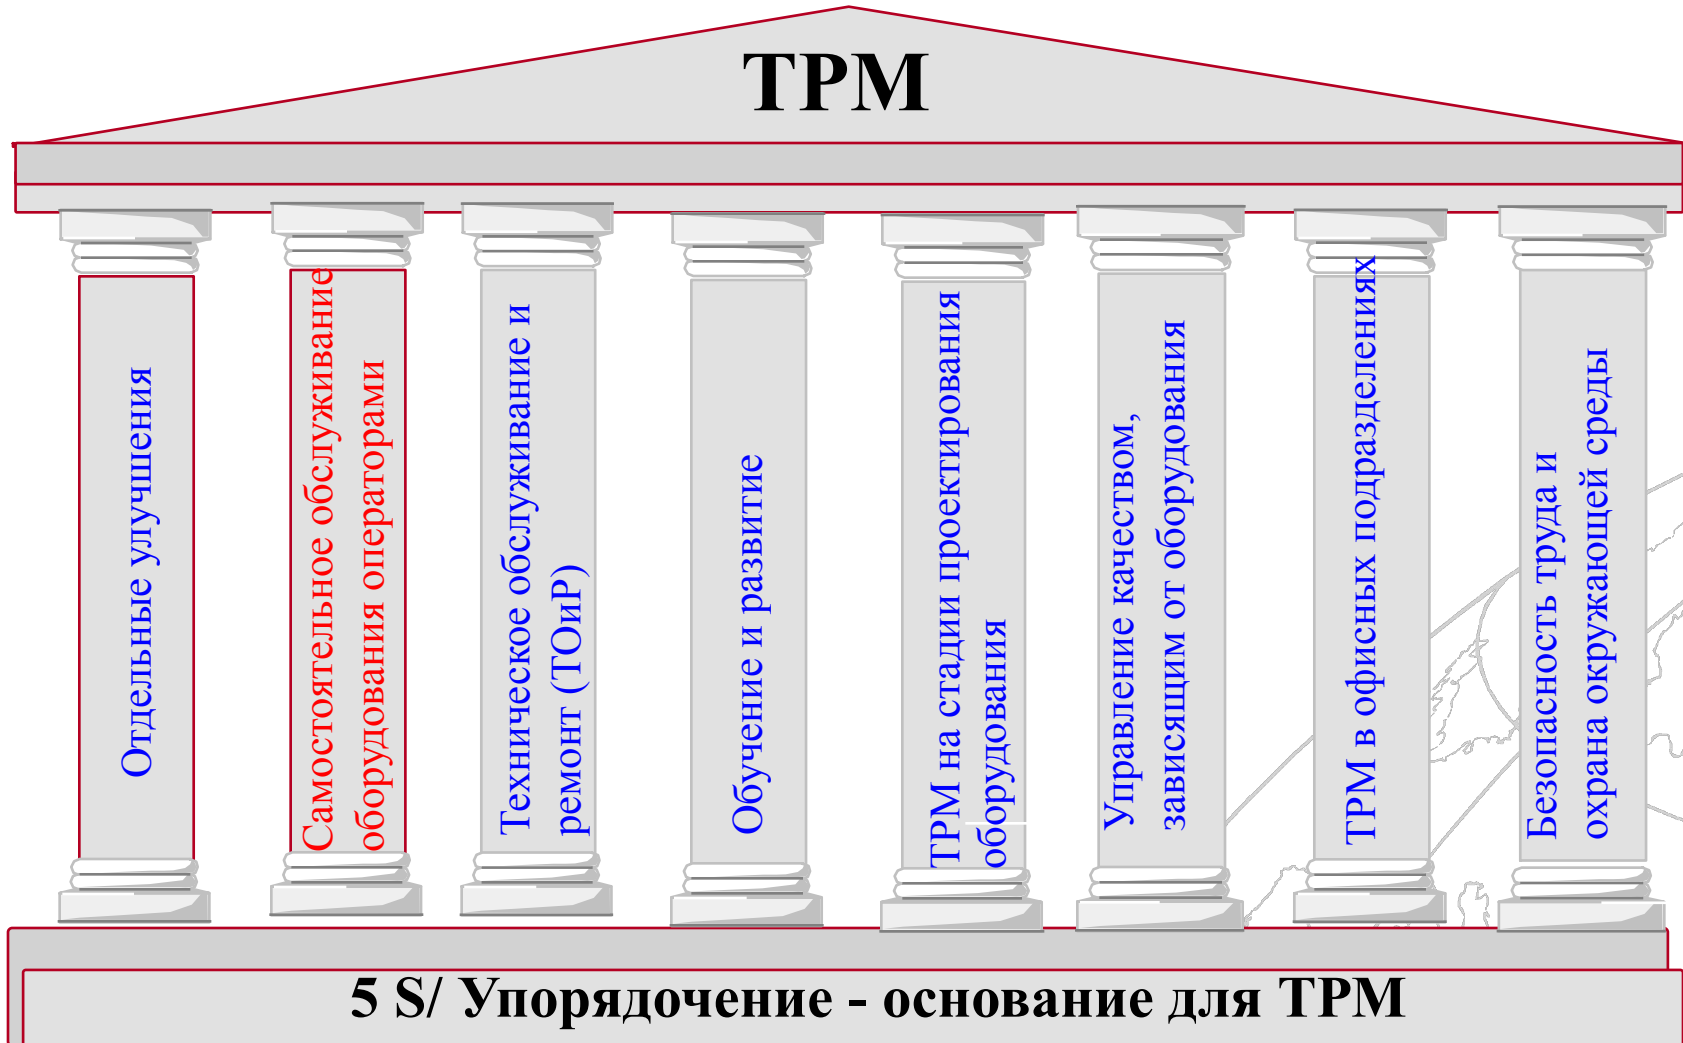 ТРМ
Отдельные улучшения
Самостоятельное обслуживание
оборудования операторами
Техническое обслуживание и
ремонт (ТОиР)
Обучение и развитие
ТРМ на стадии проектирования
оборудования
Управление качеством,
зависящим от оборудования
ТРМ в офисных подразделениях
Безопасность труда и
охрана окружающей среды
5 S/ Упорядочение - основание для ТРМ